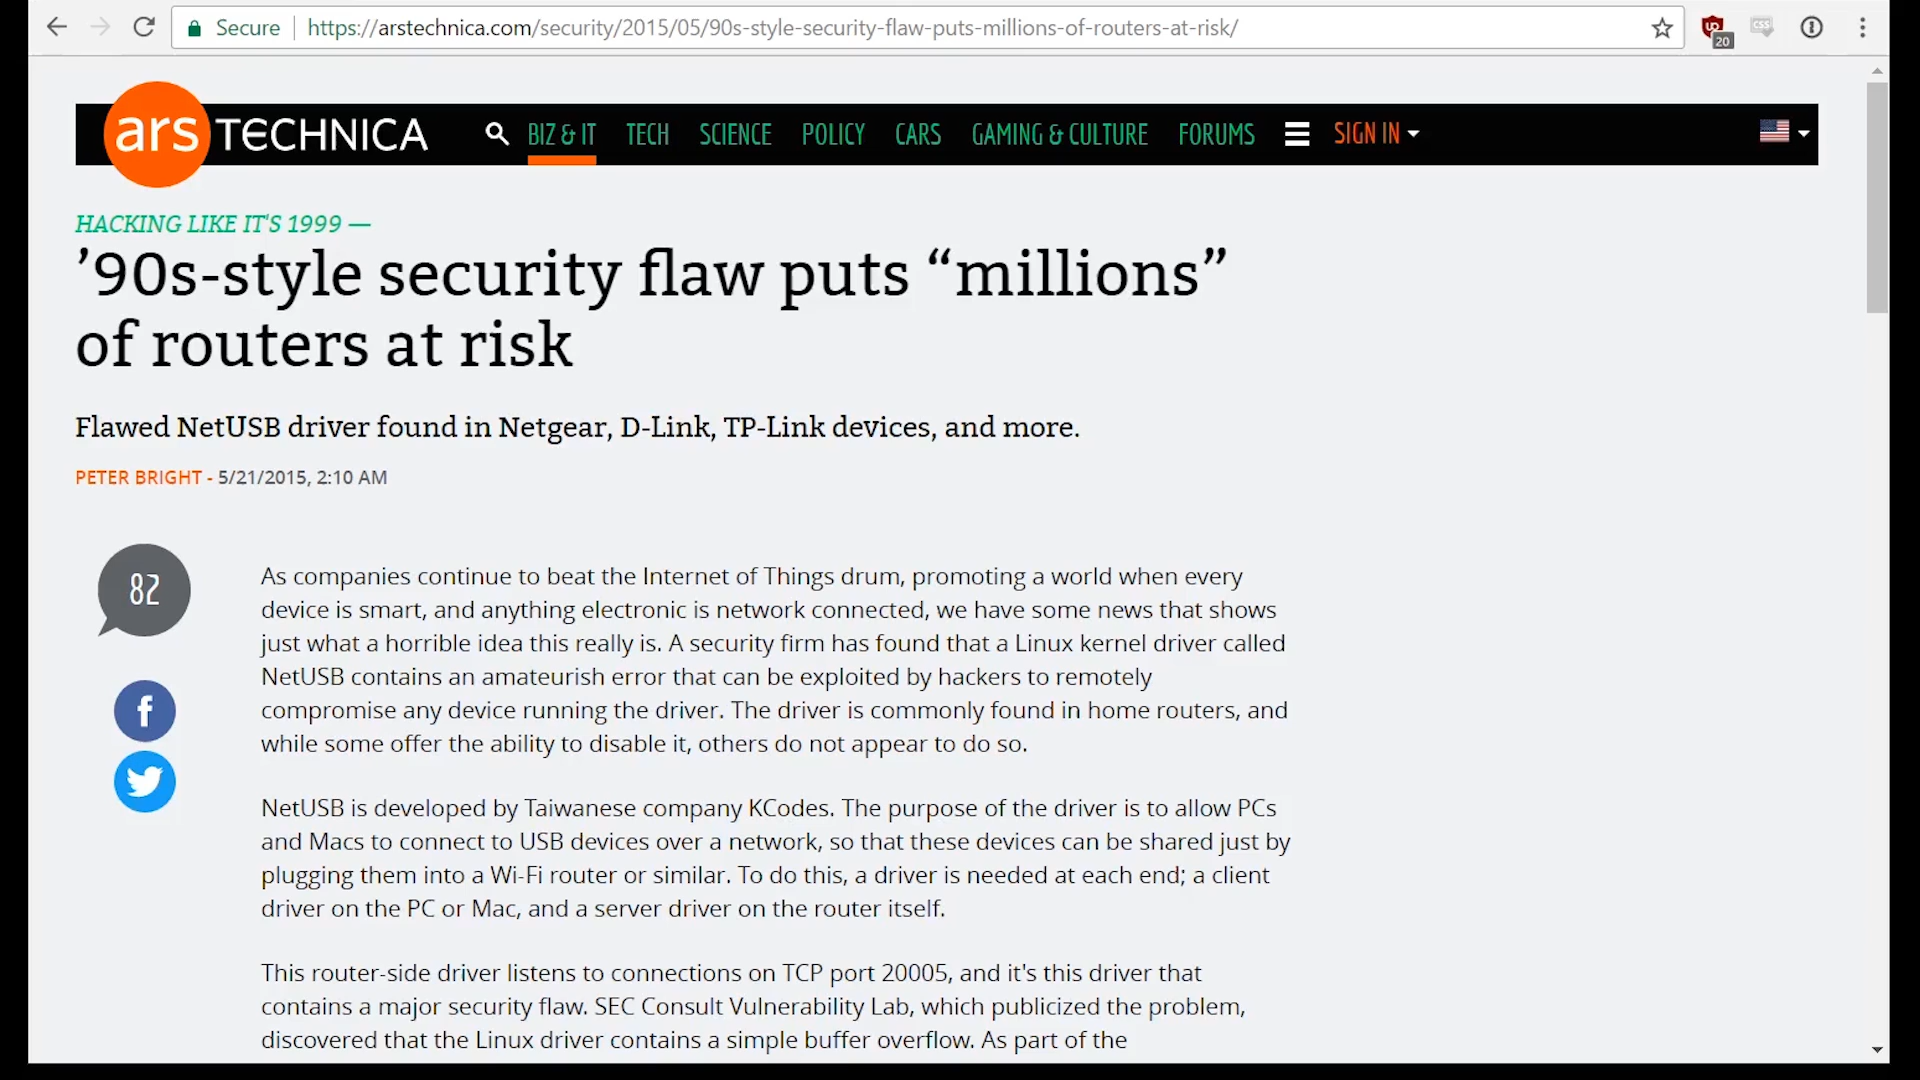 Secure https://arstechnica.com/security/2015/05/90s-style-security-flaw-puts-millions-of-routers-at-risk/
20
CSS
ars TECHNICA BIZ & IT TECH SCIENCE POLICY CARS GAMING & CULTURE FORUMS SIGN IN
HACKING LIKE IT'S 1999 —
’90s-style security flaw puts “millions”
of routers at risk
Flawed NetUSB driver found in Netgear, D-Link, TP-Link devices, and more.
PETER BRIGHT - 5/21/2015, 2:10 AM
82
As companies continue to beat the Internet of Things drum, promoting a world when every
device is smart, and anything electronic is network connected, we have some news that shows
just what a horrible idea this really is. A security firm has found that a Linux kernel driver called
NetUSB contains an amateurish error that can be exploited by hackers to remotely
compromise any device running the driver. The driver is commonly found in home routers, and
while some offer the ability to disable it, others do not appear to do so.
NetUSB is developed by Taiwanese company KCodes. The purpose of the driver is to allow PCs
and Macs to connect to USB devices over a network, so that these devices can be shared just by
plugging them into a Wi-Fi router or similar. To do this, a driver is needed at each end; a client
driver on the PC or Mac, and a server driver on the router itself.
This router-side driver listens to connections on TCP port 20005, and it's this driver that
contains a major security flaw. SEC Consult Vulnerability Lab, which publicized the problem,
discovered that the Linux driver contains a simple buffer overflow. As part of the